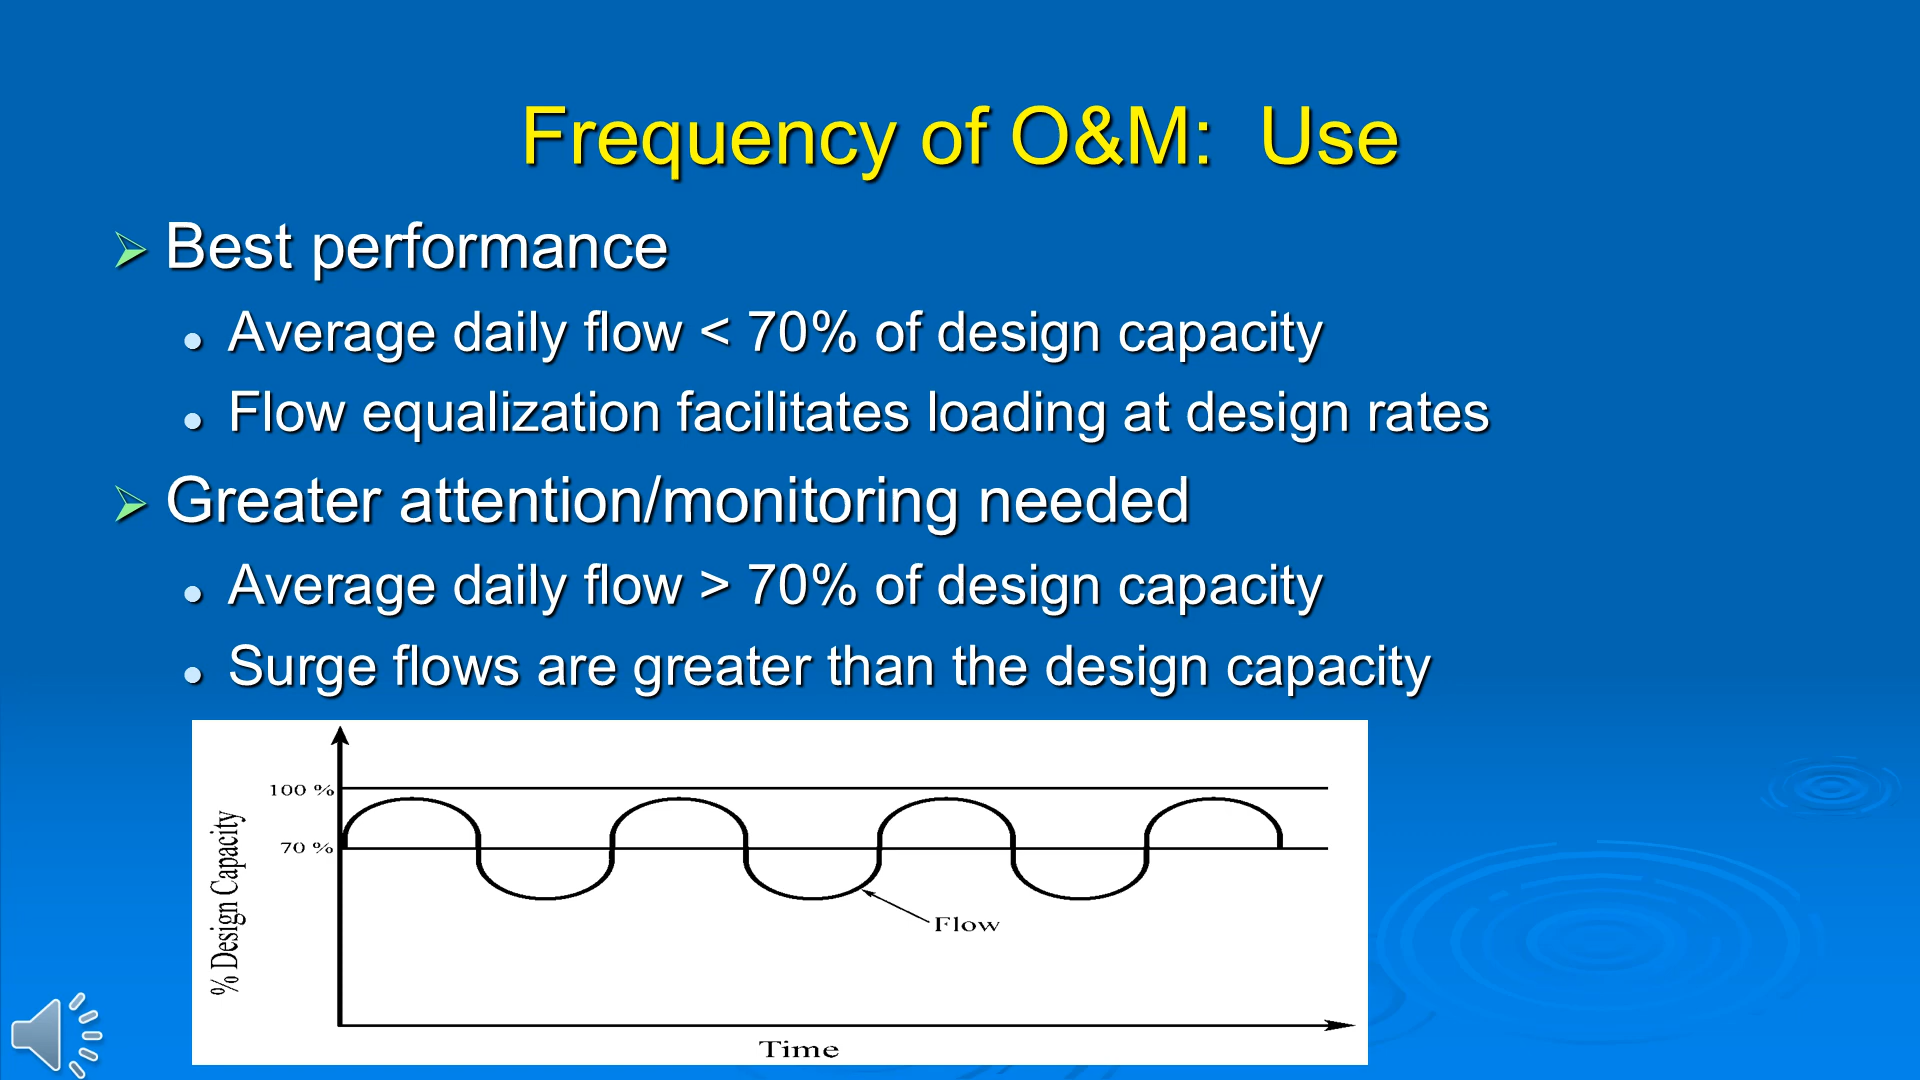 Frequency of O&M: Use
Best performance
Average daily flow < 70% of design capacity
Flow equalization facilitates loading at design rates
Greater attention/monitoring needed
Average daily flow > 70% of design capacity
Surge flows are greater than the design capacity
100 %
70 %
% Design Capacity
Flow
Time